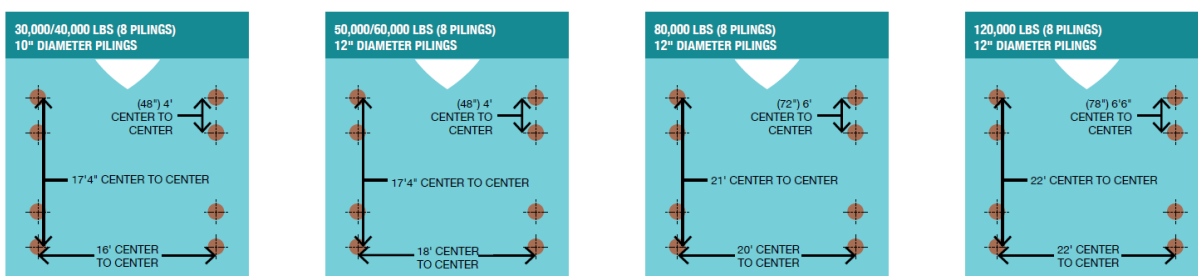 30,000/40,000 LBS (8 PILINGS)
10" DIAMETER PILINGS
(48") 4'
CENTER TO
CENTER
17'4" CENTER TO CENTER
16' CENTER
TO CENTER
50,000/60,000 LBS (8 PILINGS)
12" DIAMETER PILINGS
(48") 4'
CENTER TO
CENTER
17'4" CENTER TO CENTER
18' CENTER
TO CENTER
80,000 LBS (8 PILINGS)
12" DIAMETER PILINGS
(72") 6'
CENTER TO
CENTER
21' CENTER TO CENTER
20' CENTER
TO CENTER
120,000 LBS (8 PILINGS)
12" DIAMETER PILINGS
(78") 6'6"
CENTER TO
CENTER
22' CENTER TO CENTER
22' CENTER
TO CENTER